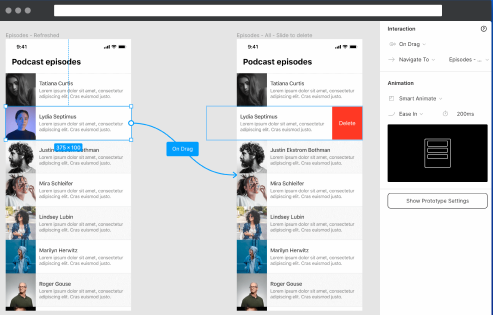 Episodes - Refreshed
9:41
Podcast episodes
Tatiana Curtis
Lorem ipsum dolor sit amet, consectetur
adipiscing elit. Cras euismod justo.
Lydia Septimus
Lorem ipsum dolor sit amet, consectetur
adipiscing elit. Cras euismod justo.
375 × 100
Justin Ekstrom Bothman
Lorem ipsum dolor sit amet, consectetur
adipiscing elit. Cras euismod justo.
Mira Schleifer
Lorem ipsum dolor sit amet, consectetur
adipiscing elit. Cras euismod justo.
Lindsey Lubin
Lorem ipsum dolor sit amet, consectetur
adipiscing elit. Cras euismod justo.
Marilyn Herwitz
Lorem ipsum dolor sit amet, consectetur
adipiscing elit. Cras euismod justo.
Roger Gouse
Lorem ipsum dolor sit amet, consectetur
adipiscing elit. Cras euismod justo.
On Drag
Episodes - All - Slide to delete
9:41
Podcast episodes
Tatiana Curtis
Lorem ipsum dolor sit amet, consectetur
adipiscing elit. Cras euismod justo.
Lydia Septimus
Lorem ipsum dolor sit amet, consectetur
adipiscing elit. Cras euismod justo.
Delete
Justin Ekstrom Bothman
Lorem ipsum dolor sit amet, consectetur
adipiscing elit. Cras euismod justo.
Mira Schleifer
Lorem ipsum dolor sit amet, consectetur
adipiscing elit. Cras euismod justo.
Lindsey Lubin
Lorem ipsum dolor sit amet, consectetur
adipiscing elit. Cras euismod justo.
Marilyn Herwitz
Lorem ipsum dolor sit amet, consectetur
adipiscing elit. Cras euismod justo.
Roger Gouse
Lorem ipsum dolor sit amet, consectetur
adipiscing elit. Cras euismod justo.
Interaction
On Drag
Navigate To Episodes - ...
Animation
Smart Animate
Ease In 200ms
Show Prototype Settings